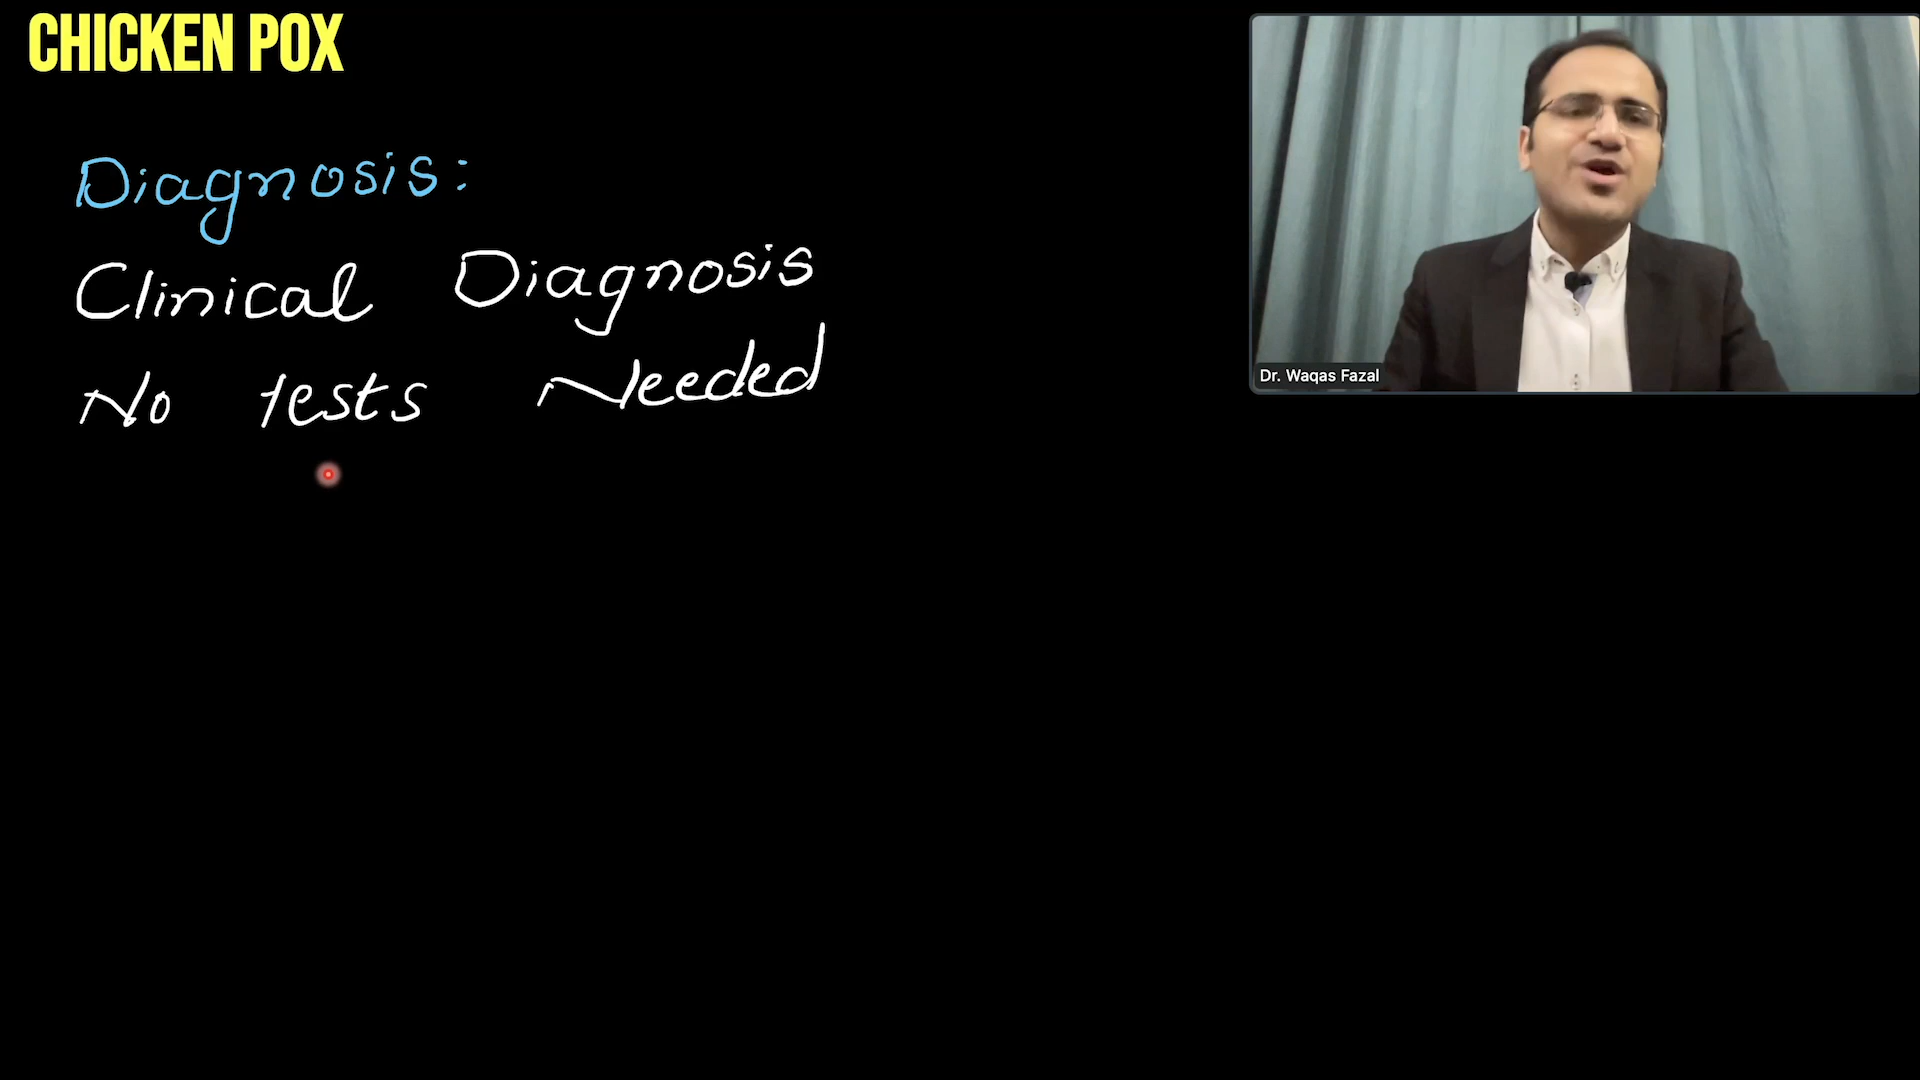 CHICKEN POX
Diagnosis:
Clinical Diagnosis
No tests Needed
Dr. Waqas Fazal